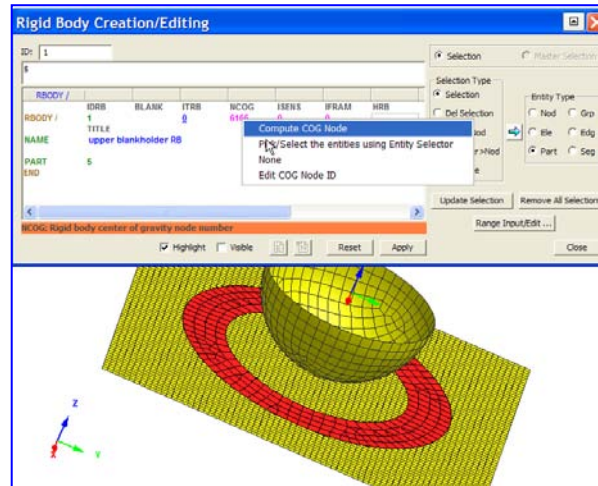 Rigid Body Creation/Editing
ID: 1
$
RBODY /
IDRB BLANK ITRB NCOG ISENS IFRAM HRB
RBODY / 1 0 6166
TITLE
NAME upper blankholder RB
PART 5
END
Compute COG Node
/Select the entities using Entity Selector
None
Edit COG Node ID
NCOG: Rigid body center of gravity node number
Highlight Visible Reset Apply
Selection Master Selection
Selection Type
Selection
Del Selection
>Nod
Entity Type
Nod Grp
Ele Edg
Part Seg
Update Selection Remove All Selection
Range Input/Edit ...
Close
Z
Y
X